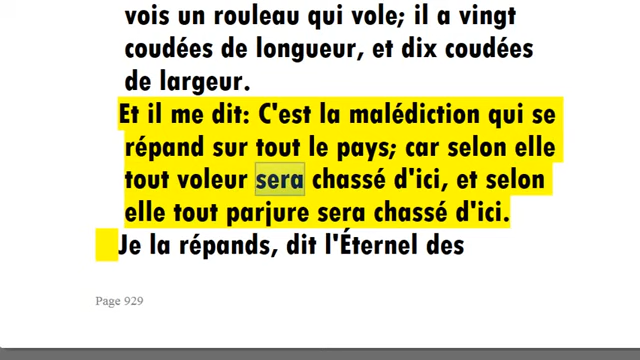 vois un rouleau qui vole; il a vingt
coudées de longueur, et dix coudées
de largeur.
Et il me dit: C'est la malédiction qui se
répand sur tout le pays; car selon elle
tout voleur sera chassé d'ici, et selon
elle tout parjure sera chassé d'ici.
Je la répands, dit l'Éternel des
Page 929